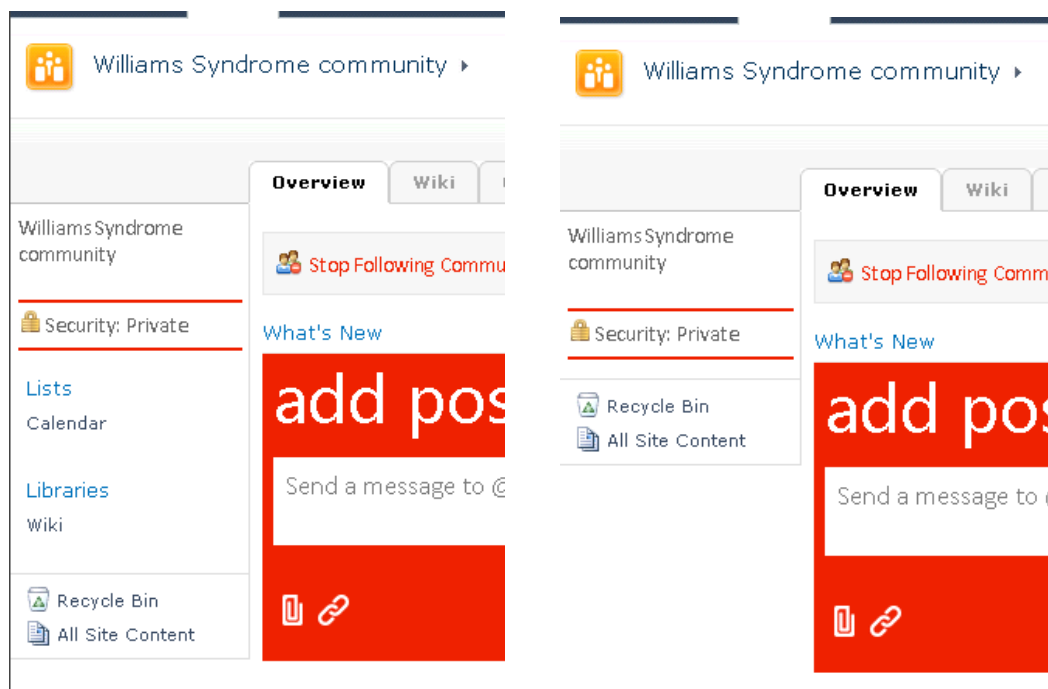 Williams Syndrome community
Overview
Wiki
Williams Syndrome
community
Stop Following Commu
Security: Private
What's New
Lists
Calendar
add pos
Send a message to @
Libraries
Wiki
Recycle Bin
All Site Content
Williams Syndrome community
Overview
Wiki
Williams Syndrome
community
Stop Following Comm
Security: Private
What's New
Recycle Bin
All Site Content
add pos
Send a message to